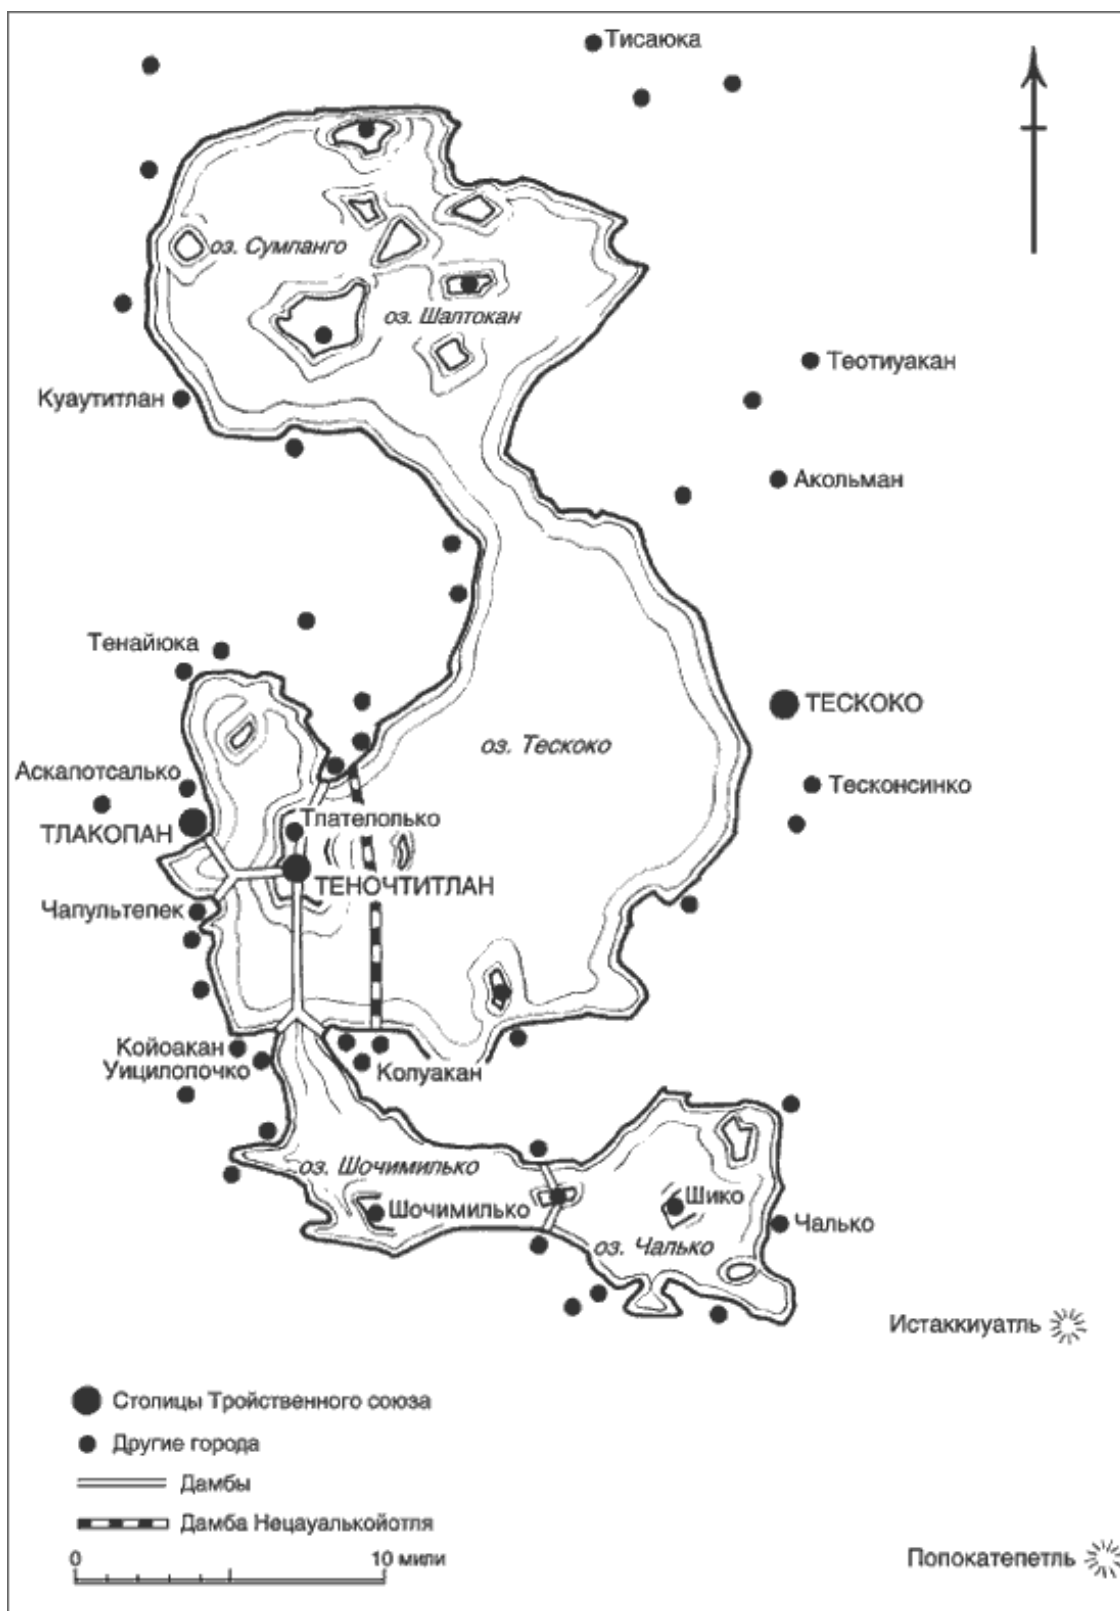 Тисаюка
оз. Сумпанго
оз. Шалтокан
Теотиуакан
Куаутитлан
Акольман
Тенайюка
ТЕСКОКО
оз. Тескоко
Аскапотсалько
Тесконсинко
Тлателолько
ТЛАКОПАН
ТЕНОЧТИТЛАН
Чапультепек
Койоакан
Уицилопочко
Колуакан
оз. Шочимилько
Шико
Шочимилько
Чалько
оз. Чалько
Истаккиуатль
Столицы Тройственного союза
Другие города
Дамбы
Дамба Нецауалькойотля
0 10 мили
Попокатепетль